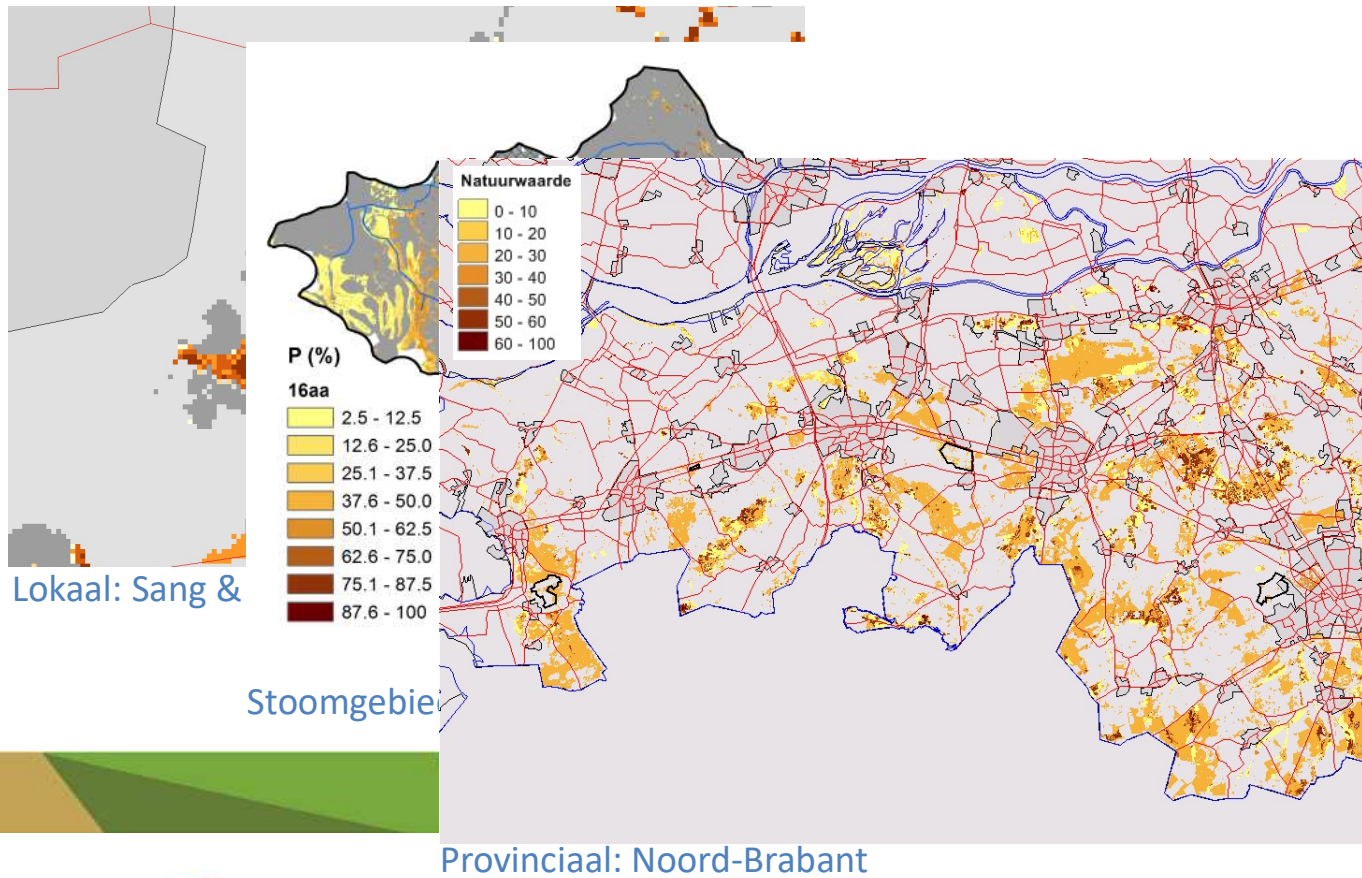 Natuurwaarde
0 - 10
10 - 20
20 - 30
30 - 40
40 - 50
50 - 60
60 - 100
P (%)
16aa
2.5 - 12.5
12.6 - 25.0
25.1 - 37.5
37.6 - 50.0
50.1 - 62.5
62.6 - 75.0
75.1 - 87.5
87.6 - 100
Lokaal: Sang &
Stoomgebie
Provinciaal: Noord-Brabant